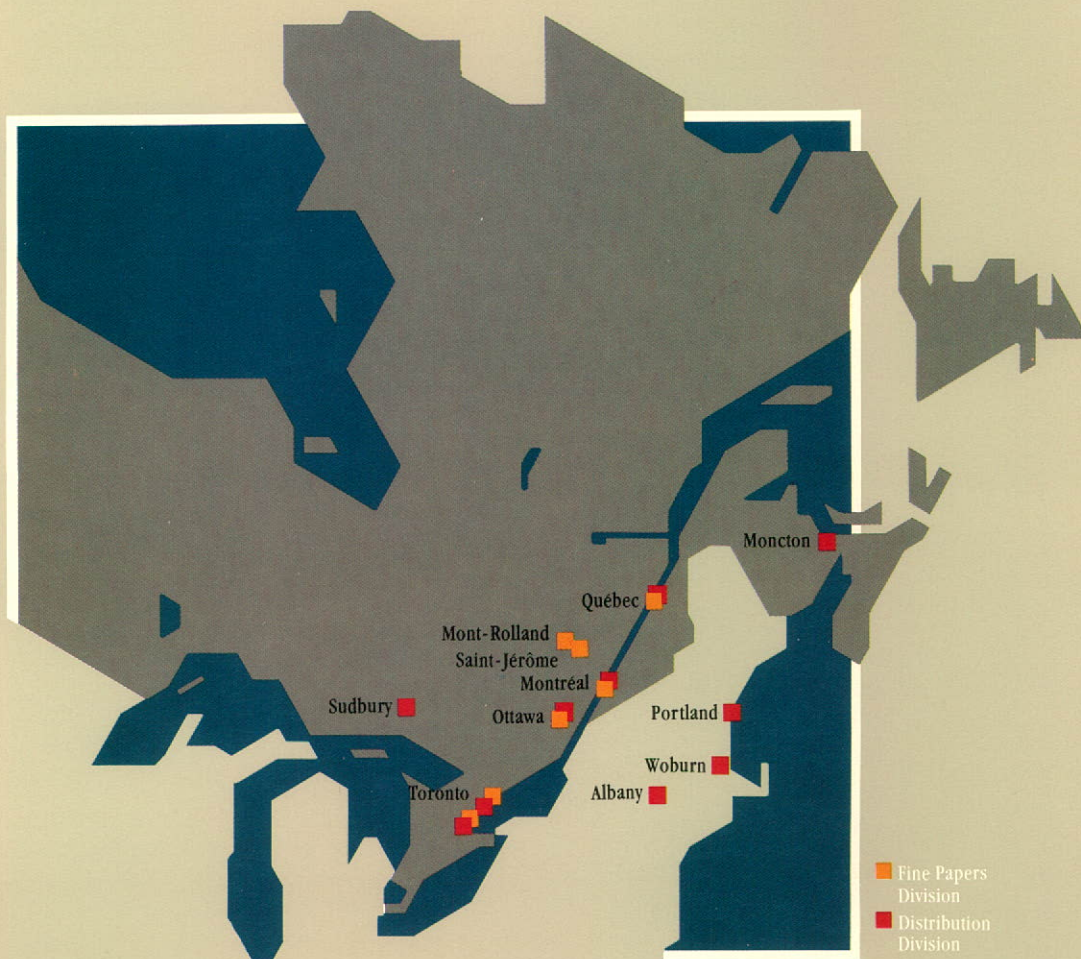 Moncton
Québec
Mont-Rolland
Saint-Jérôme
Montréal
Sudbury
Ottawa
Portland
Woburn
Toronto
Albany
Fine Papers
Division
Distribution
Division